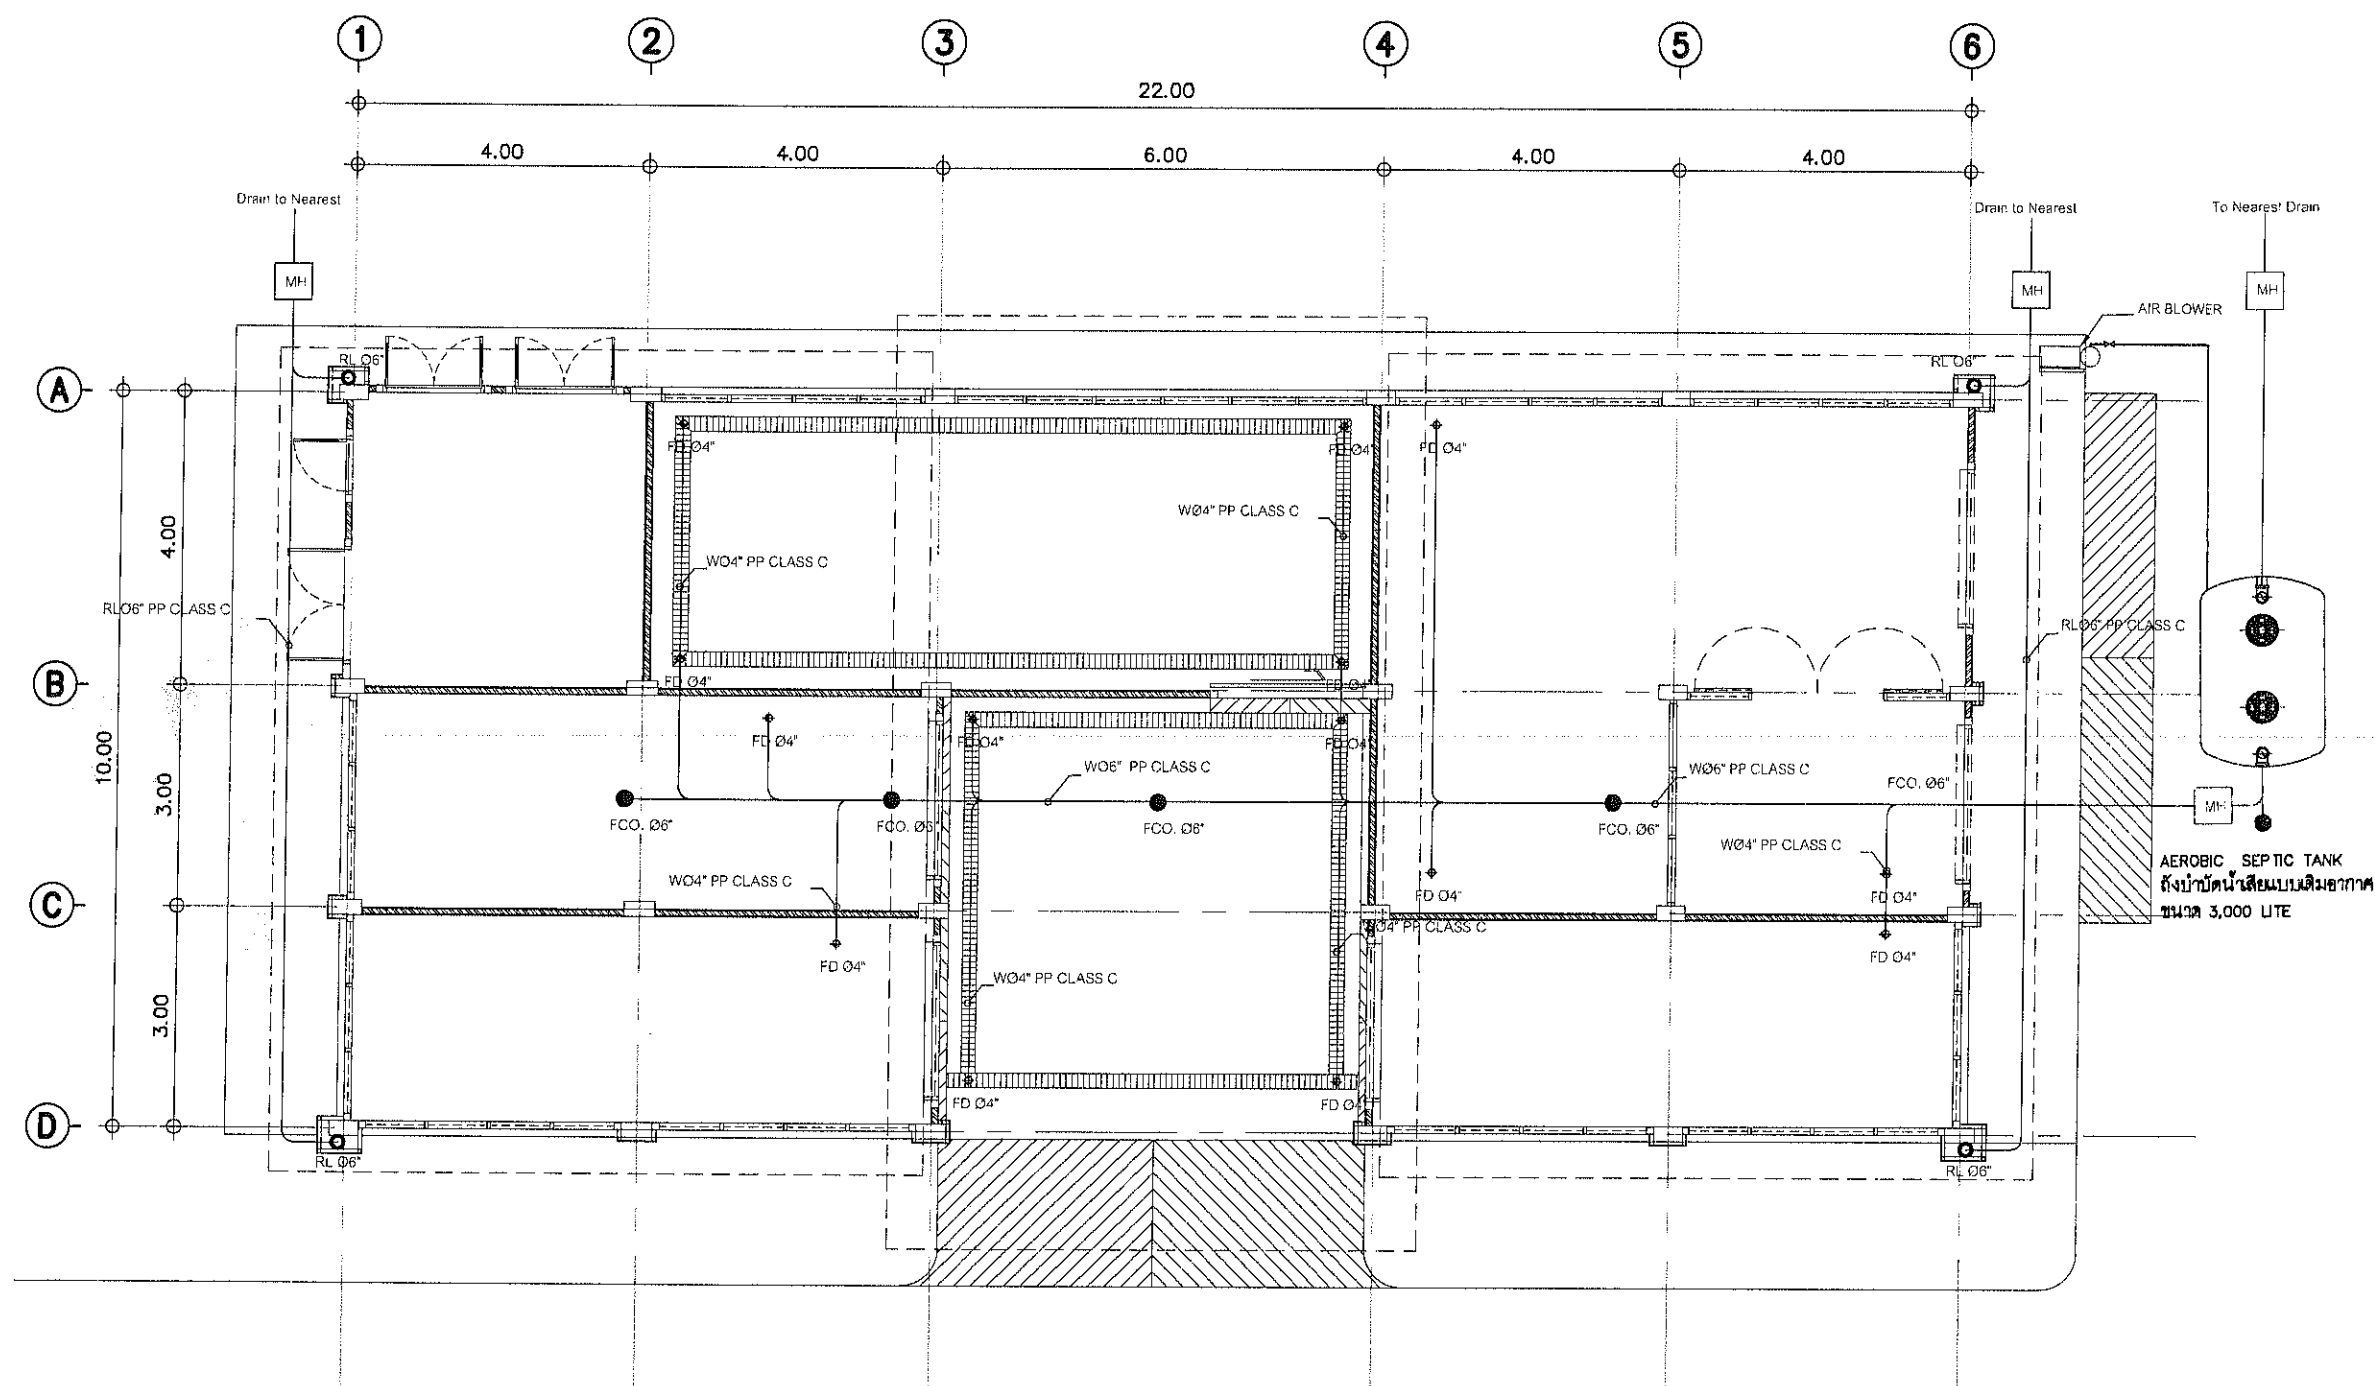 1 2 3 4 5 6
22.00
4.00 4.00 6.00 4.00 4.00
Drain to Nearest
Drain to Nearest
To Nearest Drain
MH
MH
MH
AIR BLOWER
RL Ø6"
RL Ø6"
A
FD Ø4"
FD Ø4"
FD Ø4"
4.00
WØ4" PP CLASS C
WØ4" PP CLASS C
RLØ6" PP CLASS C
RLØ6" PP CLASS C
B
FD Ø4"
FD Ø4"
FD Ø4"
FD Ø4"
10.00
3.00
WØ6" PP CLASS C
WØ6" PP CLASS C
FCO. Ø6"
MH
FCO. Ø6"
FCO. Ø6"
FCO. Ø6"
FCO. Ø6"
WØ4" PP CLASS C
AEROBIC SEPTIC TANK
ถังบำบัดน้ำเสียแบบเติมอากาศ
ขนาด 3,000 LITE
WØ4" PP CLASS C
FD Ø4"
FD Ø4"
C
Ø4" PP CLASS C
FD Ø4"
FD Ø4"
WØ4" PP CLASS C
3.00
FD Ø4"
FD Ø4"
D
RL Ø6"
RL Ø6"